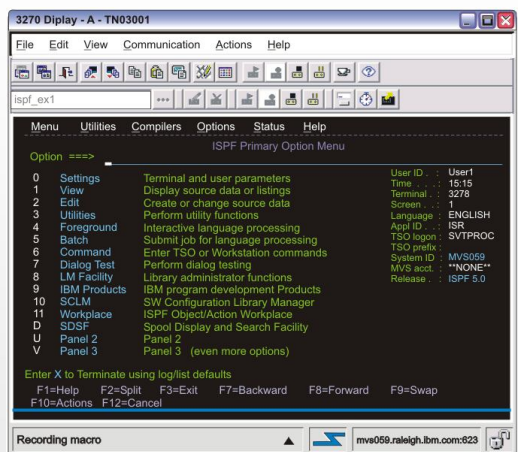 3270 Diplay - A - TN03001
File Edit View Communication Actions Help
ispf_ex1
Menu Utilities Compilers Options Status Help
ISPF Primary Option Menu
Option ===> _
0 Settings Terminal and user parameters
1 View Display source data or listings
2 Edit Create or change source data
3 Utilities Perform utility functions
4 Foreground Interactive language processing
5 Batch Submit job for language processing
6 Command Enter TSO or Workstation commands
7 Dialog Test Perform dialog testing
8 LM Facility Library administrator functions
9 IBM Products IBM program development Products
10 SCLM SW Configuration Library Manager
11 Workplace ISPF Object/Action Workplace
D SDSF Spool Display and Search Facility
U Panel 2 Panel 2
V Panel 3 Panel 3 (even more options)
User ID . : User1
Time . . . : 15:15
Terminal . : 3278
Screen . . : 1
Language : ENGLISH
Appl ID . : ISR
TSO logon : SVTPROC
TSO prefix :
System ID : MVS059
MVS acct. : **NONE**
Release . : ISPF 5.0
Enter X to Terminate using log/list defaults
F1=Help F2=Split F3=Exit F7=Backward F8=Forward F9=Swap
F10=Actions F12=Cancel
Recording macro
mvs059.raleigh.ibm.com:623